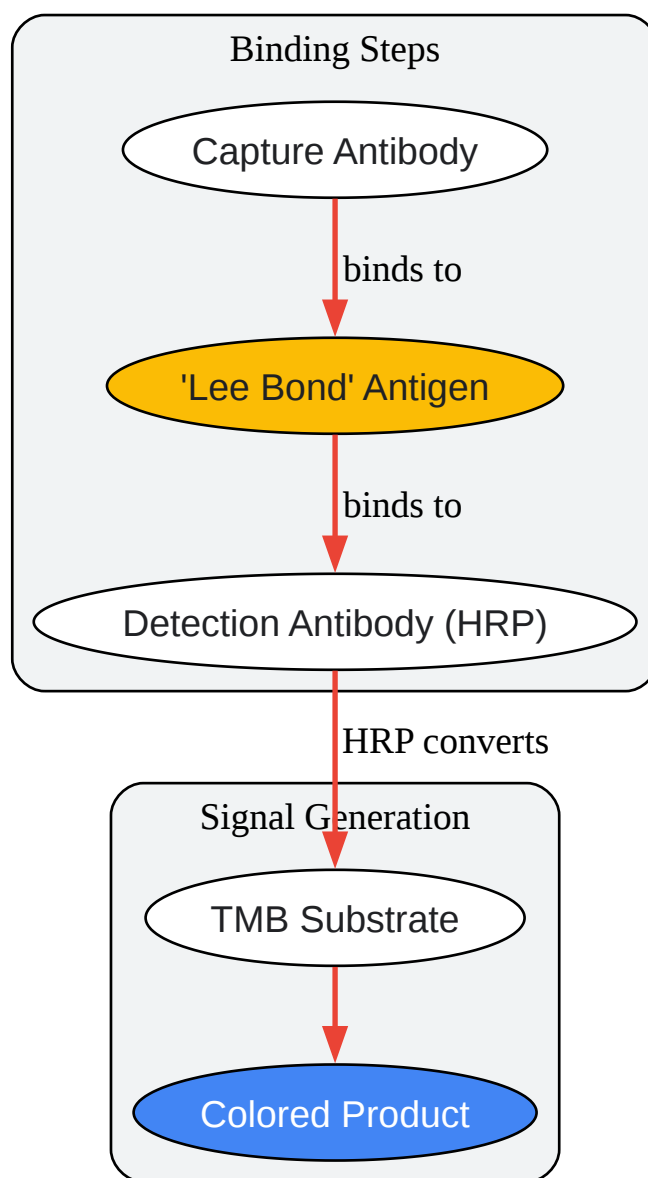 Binding Steps
Capture Antibody
binds to
'Lee Bond' Antigen
binds to
Detection Antibody (HRP)
HRP converts
Signal Generation
TMB Substrate
Colored Product